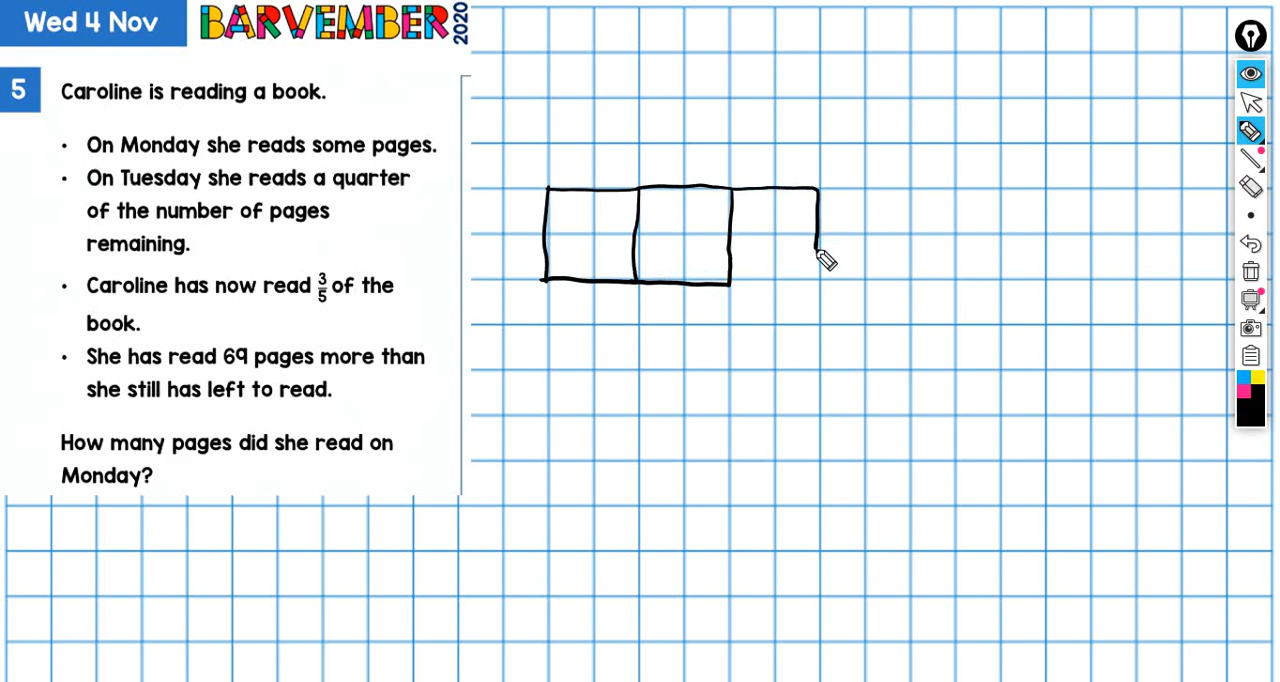 Wed 4 Nov
BARVEMBER 2020
5 Caroline is reading a book.
• On Monday she reads some pages.
• On Tuesday she reads a quarter
of the number of pages
remaining.
• Caroline has now read 3/5 of the
book.
• She has read 69 pages more than
she still has left to read.
How many pages did she read on
Monday?